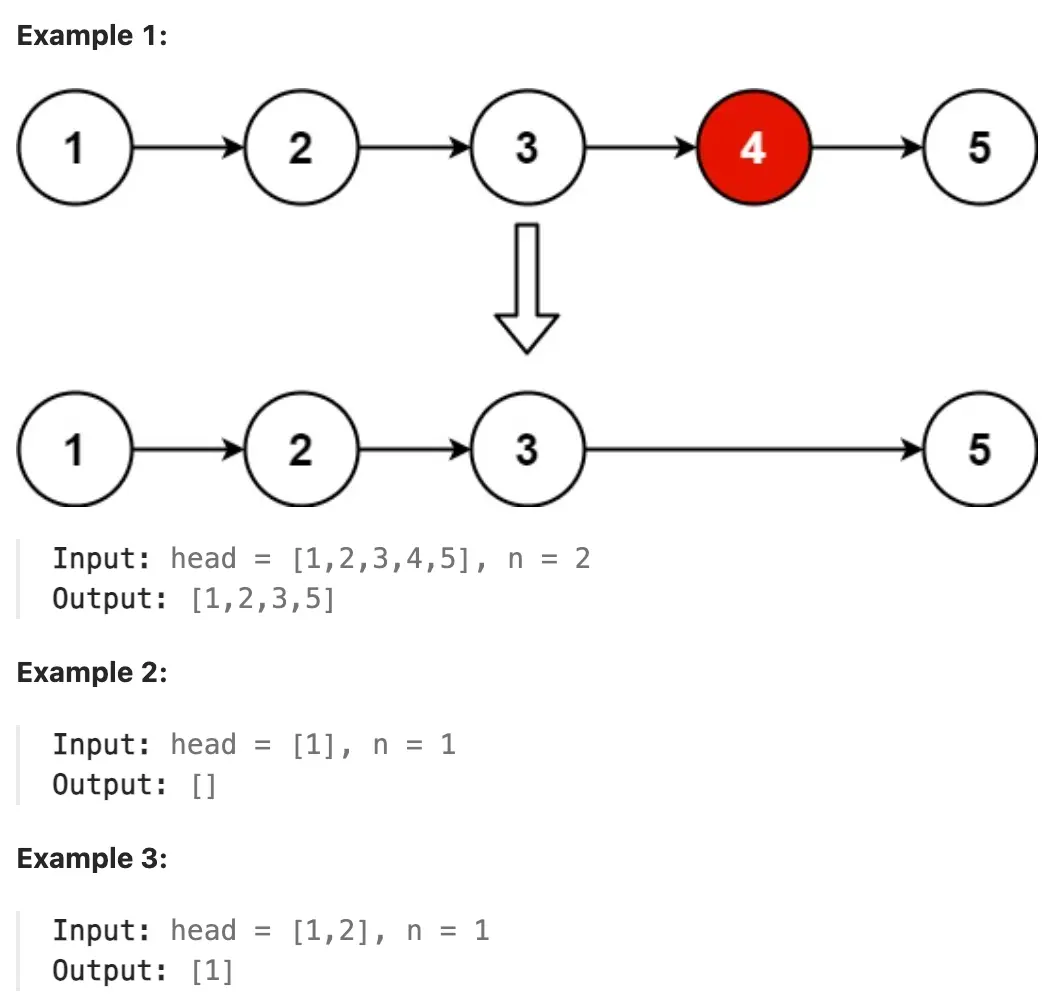 Example 1:
1 2 3 4 5
1 2 3 5
Input: head = [1,2,3,4,5], n = 2
Output: [1,2,3,5]
Example 2:
Input: head = [1], n = 1
Output: []
Example 3:
Input: head = [1,2], n = 1
Output: [1]